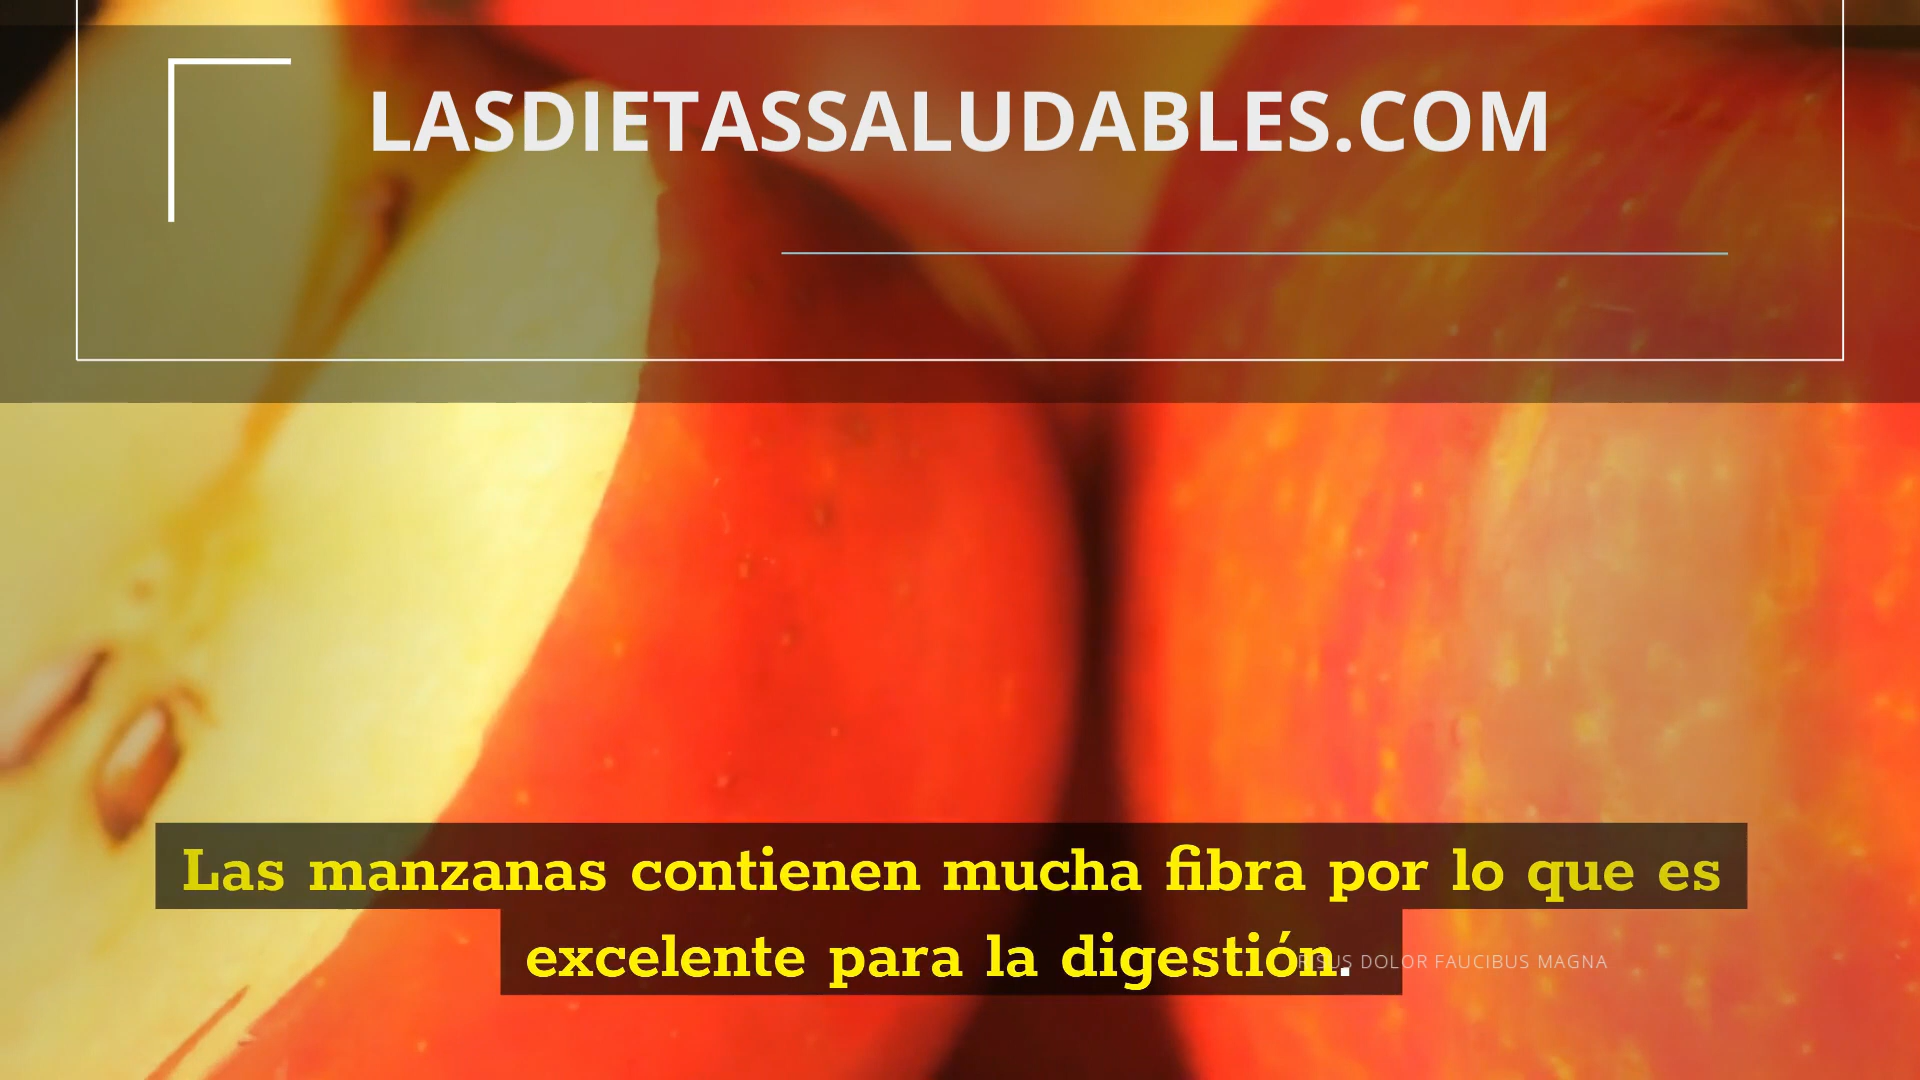 LASDIETASSALUDABLES.COM
Las manzanas contienen mucha fibra por lo que es
excelente para la digestión.
DOLOR FAUCIBUS MAGNA